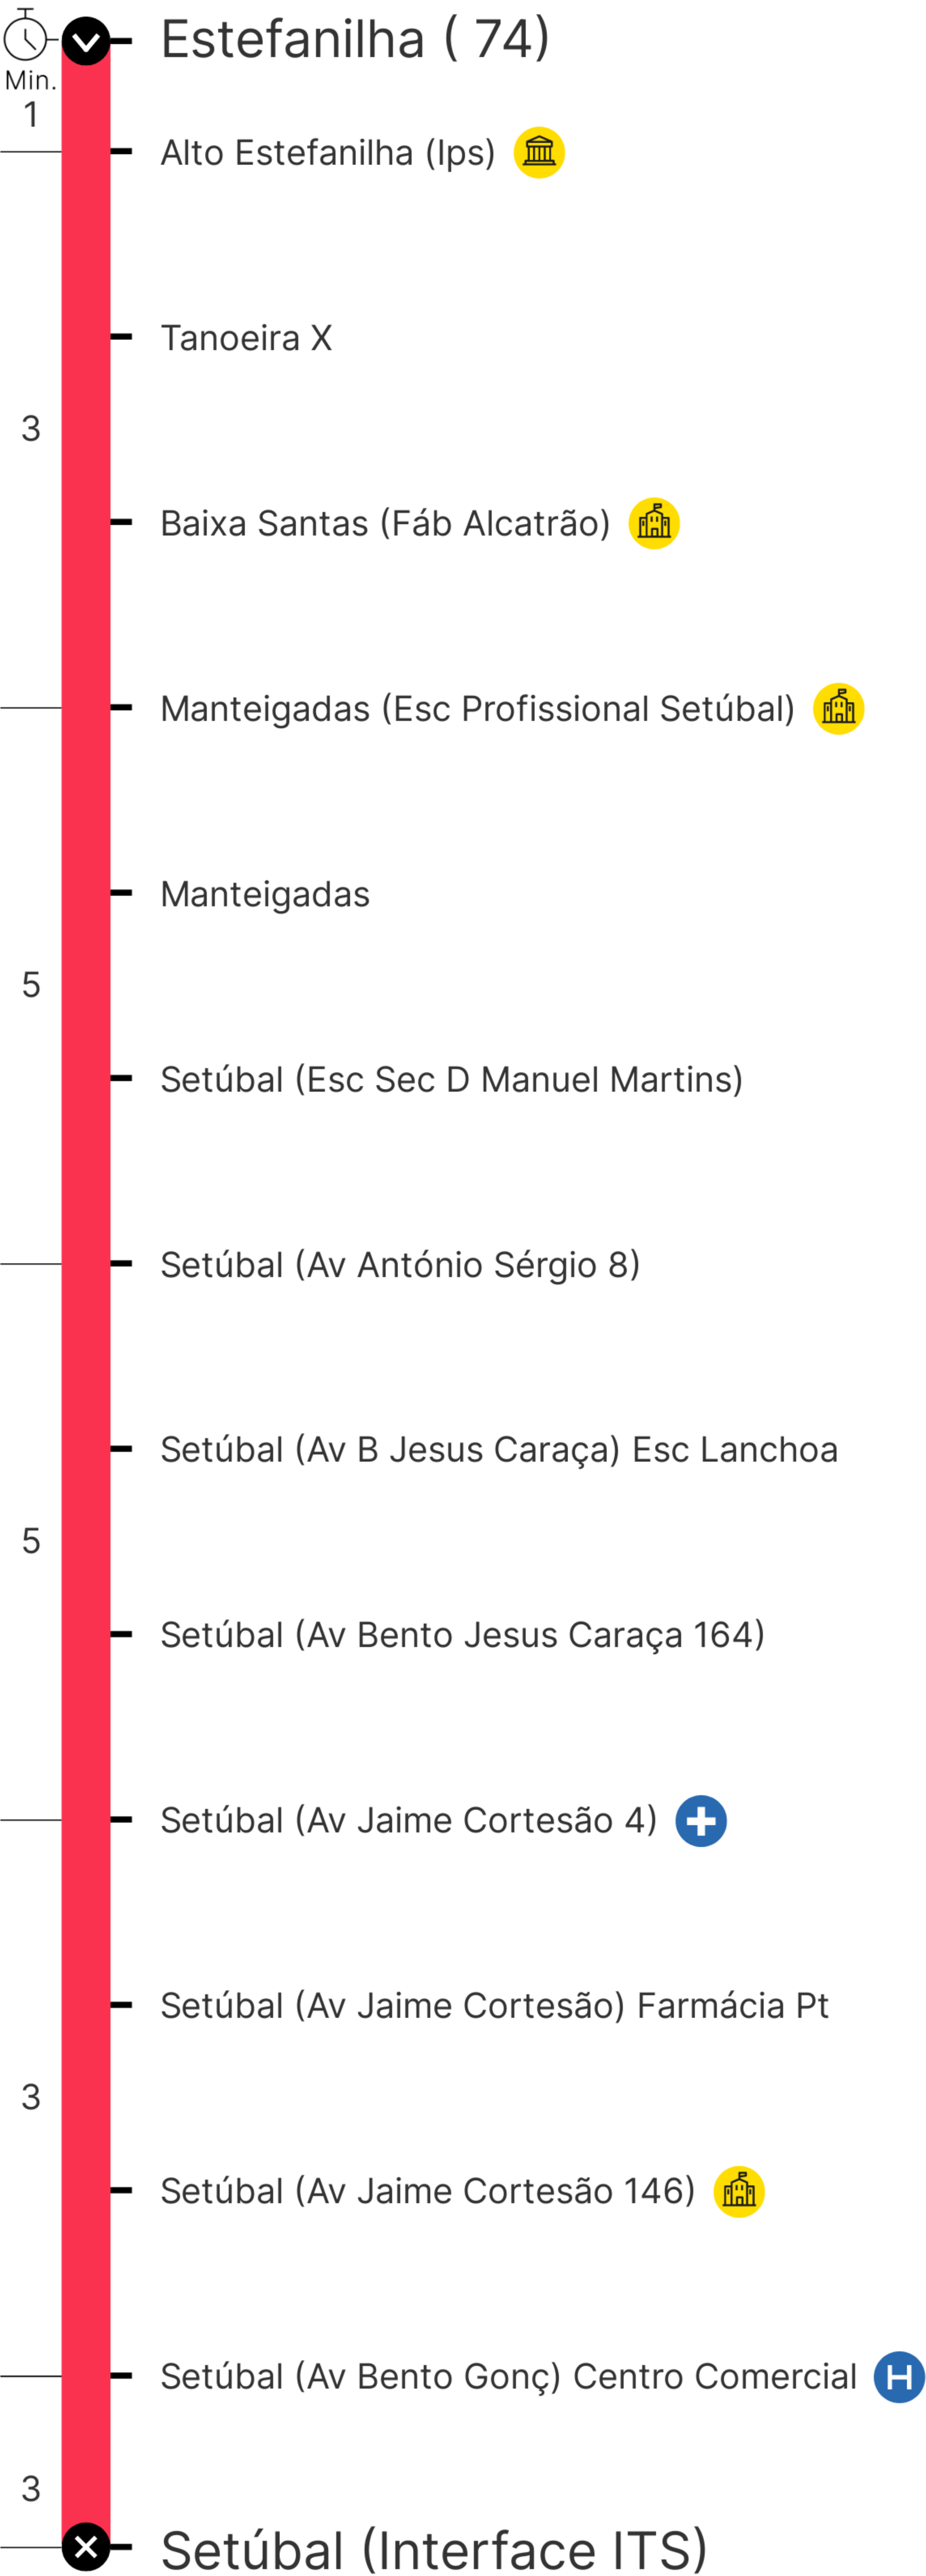 Estefanilha ( 74)
Min.
1
Alto Estefanilha (Ips)
Tanoeira X
3
Baixa Santas (Fáb Alcatrão)
Manteigadas (Esc Profissional Setúbal)
Manteigadas
5
Setúbal (Esc Sec D Manuel Martins)
Setúbal (Av António Sérgio 8)
Setúbal (Av B Jesus Caraça) Esc Lanchoa
5
Setúbal (Av Bento Jesus Caraça 164)
Setúbal (Av Jaime Cortesão 4)
Setúbal (Av Jaime Cortesão) Farmácia Pt
3
Setúbal (Av Jaime Cortesão 146)
Setúbal (Av Bento Gonç) Centro Comercial H
3
Setúbal (Interface ITS)